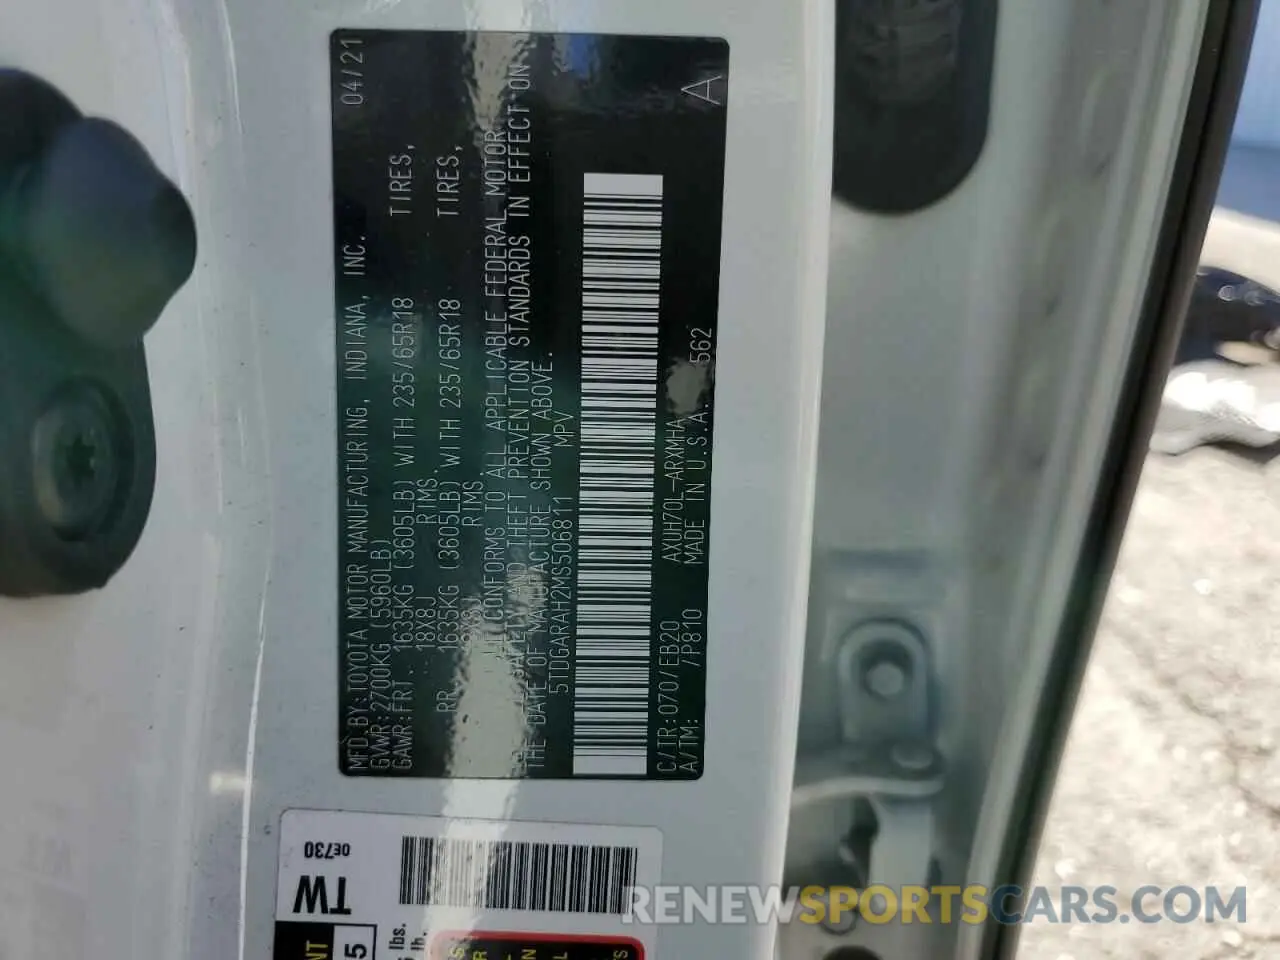 MFD.BY:TOYOTA MOTOR MANUFACTURING, INDIANA, INC. 04/21
GVWR:2700KG (5960LB)
GAWR:FRT. 1635KG (3605LB) WITH 235/65R18 TIRES,
18X8J RIMS,
RR. 1635KG (3605LB) WITH 235/65R18 TIRES,
RIMS,
CONFORMS TO ALL APPLICABLE FEDERAL MOTOR
AND THEFT PREVENTION STANDARDS IN EFFECT ON
THE DATE OF MANUFACTURE SHOWN ABOVE.
5TDGARAH2MS506811 MPV
C/TR:070/EB20 AXUH70L-ARXMHA
A/TM: /P810 MADE IN U.S.A. 562
A
0E730
TW
5
lbs.
lb.
RENEWSPORTSCARS.COM